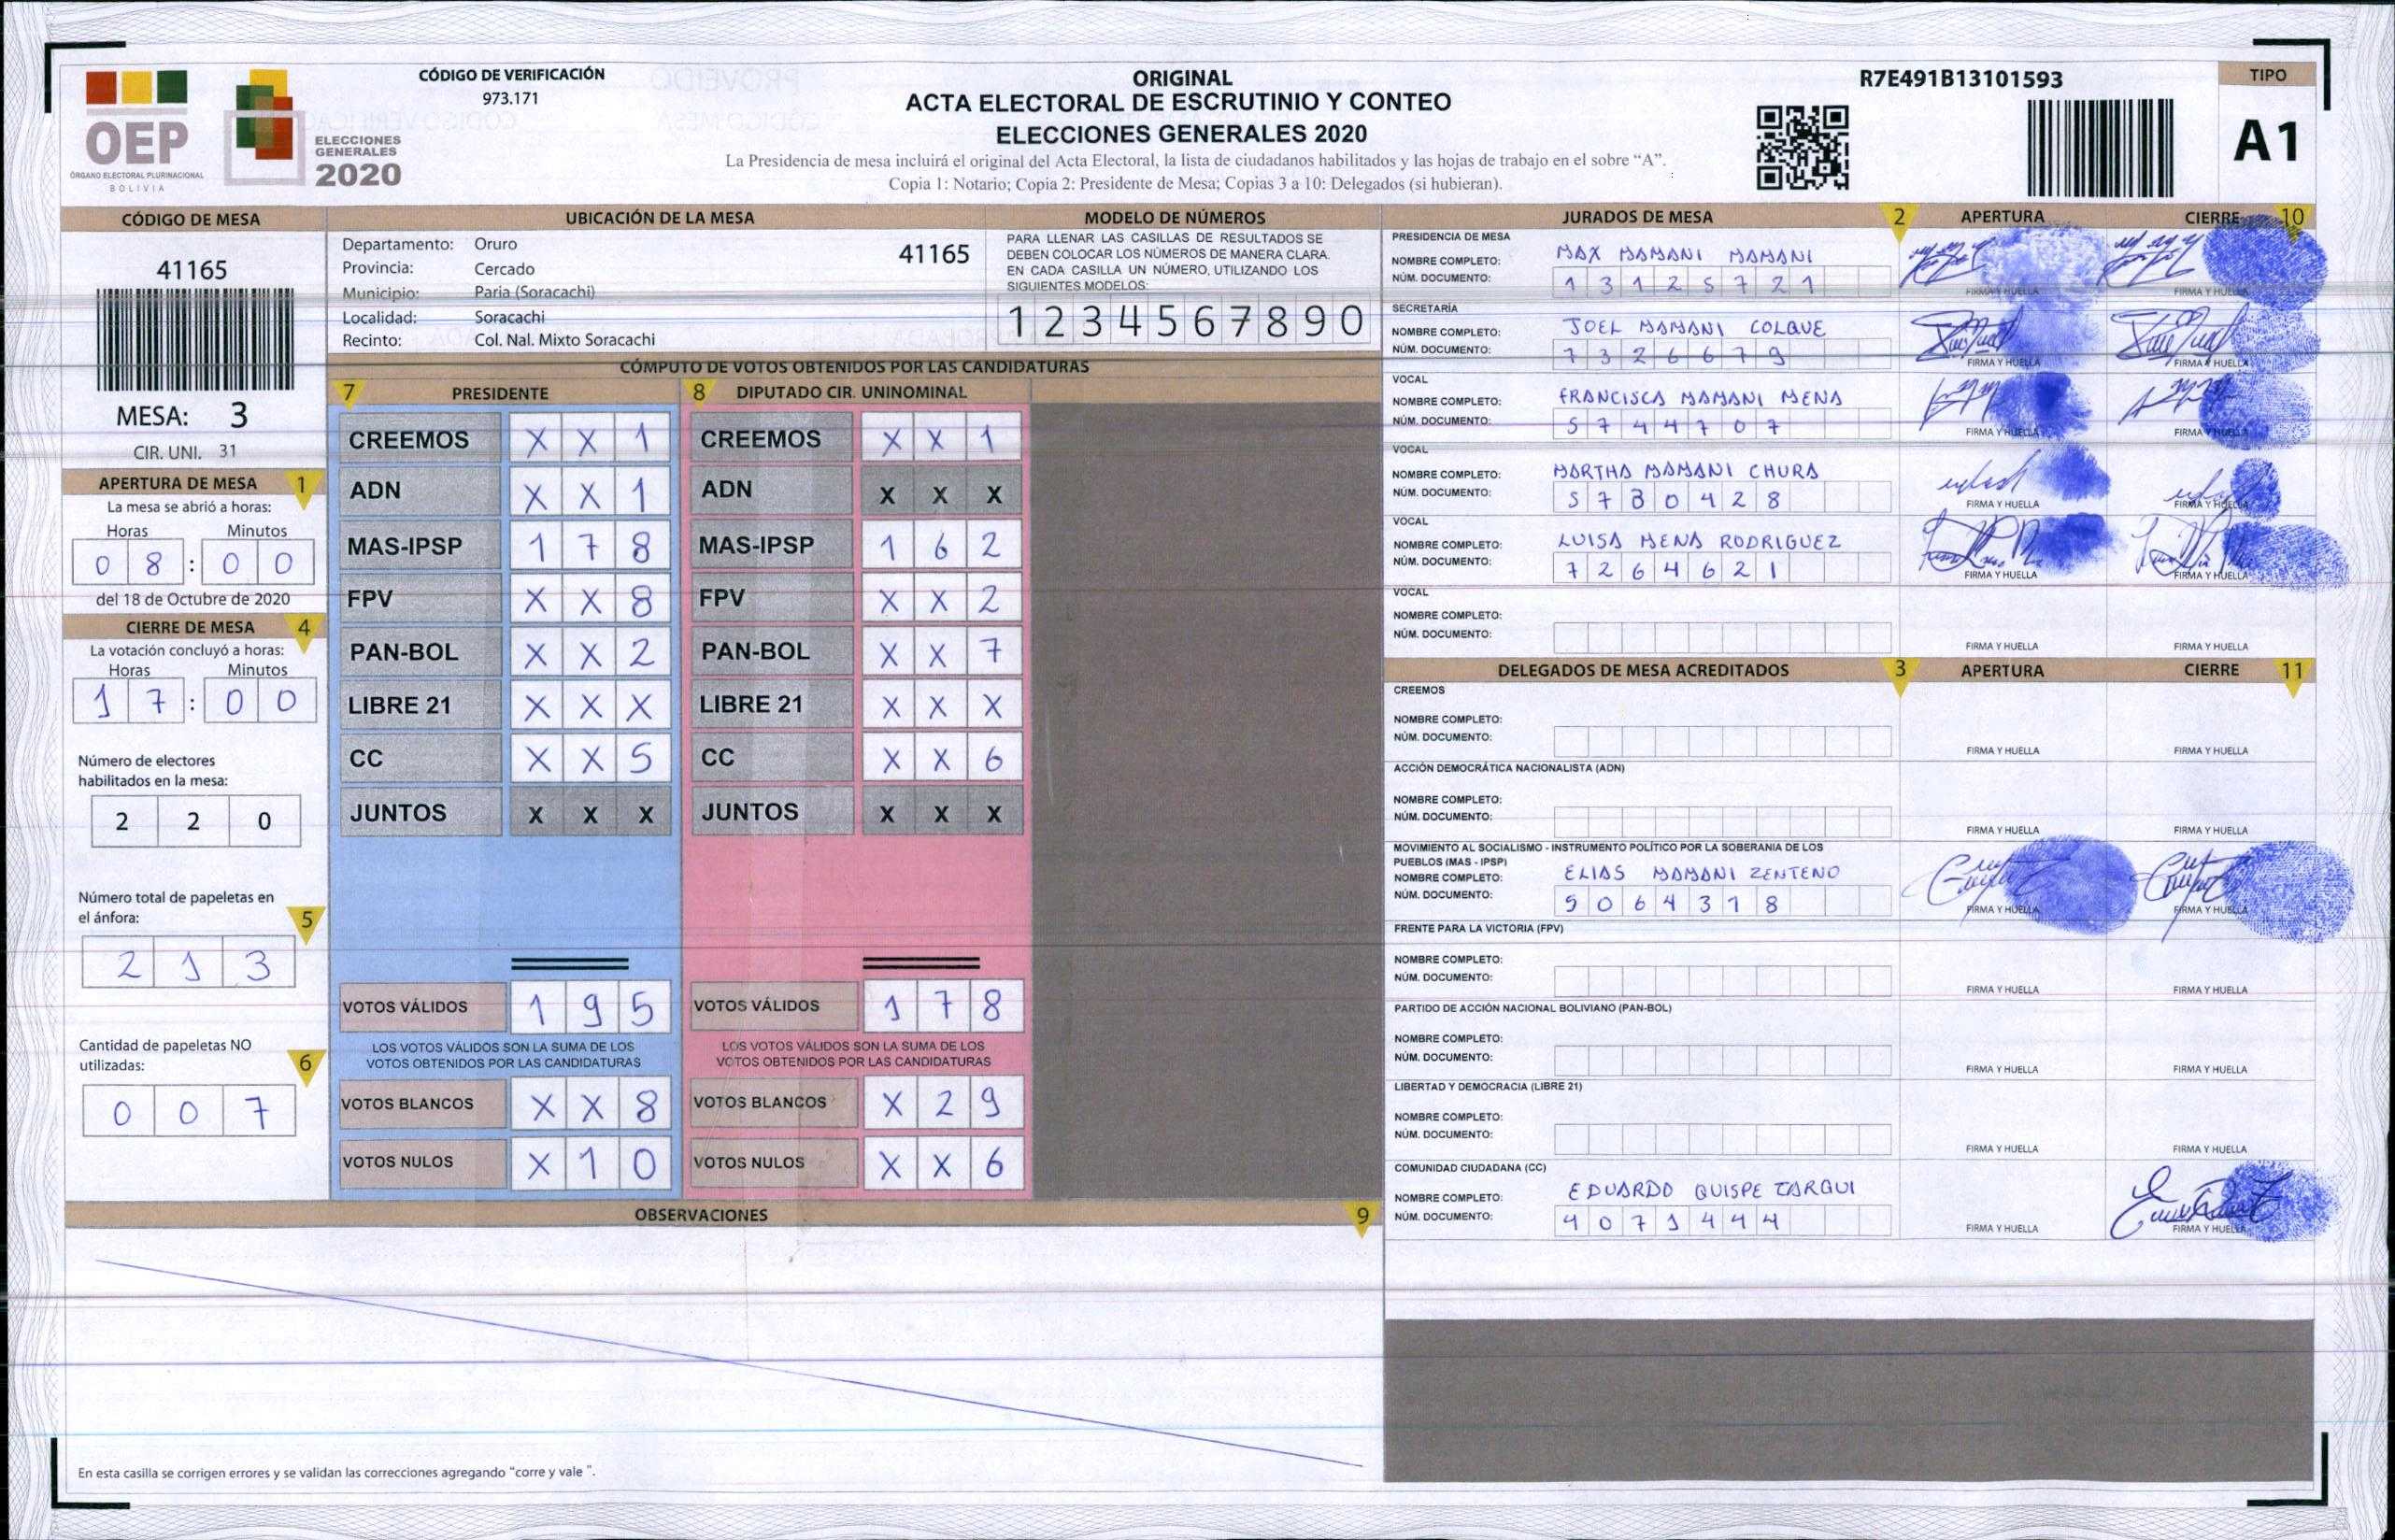 CÓDIGO DE VERIFICACIÓN
973.171
OEP
ÓRGANO ELECTORAL PLURINACIONAL
BOLIVIA
ELECCIONES
GENERALES
2020
ORIGINAL
ACTA ELECTORAL DE ESCRUTINIO Y CONTEO
ELECCIONES GENERALES 2020
La Presidencia de mesa incluirá el original del Acta Electoral, la lista de ciudadanos habilitados y las hojas de trabajo en el sobre “A”.
Copia 1: Notario; Copia 2: Presidente de Mesa; Copias 3 a 10: Delegados (si hubieran).
R7E491B13101593
TIPO
A1
CÓDIGO DE MESA
41165
MESA: 3
CIR. UNI. 31
APERTURA DE MESA 1
La mesa se abrió a horas:
Horas Minutos
0 8 : 0 0
del 18 de Octubre de 2020
CIERRE DE MESA 4
La votación concluyó a horas:
Horas Minutos
1 7 : 0 0
Número de electores
habilitados en la mesa:
2 2 0
Número total de papeletas en
el ánfora: 5
2 1 3
Cantidad de papeletas NO
utilizadas: 6
0 0 7
UBICACIÓN DE LA MESA
Departamento: Oruro 41165
Provincia: Cercado
Municipio: Paria (Soracachi)
Localidad: Soracachi
Recinto: Col. Nal. Mixto Soracachi
MODELO DE NÚMEROS
PARA LLENAR LAS CASILLAS DE RESULTADOS SE
DEBEN COLOCAR LOS NÚMEROS DE MANERA CLARA.
EN CADA CASILLA UN NÚMERO, UTILIZANDO LOS
SIGUIENTES MODELOS:
1 2 3 4 5 6 7 8 9 0
CÓMPUTO DE VOTOS OBTENIDOS POR LAS CANDIDATURAS
7 PRESIDENTE
CREEMOS X X 1
ADN X X 1
MAS-IPSP 1 7 8
FPV X X 8
PAN-BOL X X 2
LIBRE 21 X X X
CC X X 5
JUNTOS X X X
VOTOS VÁLIDOS 1 9 5
LOS VOTOS VÁLIDOS SON LA SUMA DE LOS
VOTOS OBTENIDOS POR LAS CANDIDATURAS
VOTOS BLANCOS X X 8
VOTOS NULOS X 1 0
8 DIPUTADO CIR. UNINOMINAL
CREEMOS X X 1
ADN X X X
MAS-IPSP 1 6 2
FPV X X 2
PAN-BOL X X 7
LIBRE 21 X X X
CC X X 6
JUNTOS X X X
VOTOS VÁLIDOS 1 7 8
LOS VOTOS VÁLIDOS SON LA SUMA DE LOS
VOTOS OBTENIDOS POR LAS CANDIDATURAS
VOTOS BLANCOS X 2 9
VOTOS NULOS X X 6
OBSERVACIONES 9
En esta casilla se corrigen errores y se validan las correcciones agregando “corre y vale ”.
JURADOS DE MESA 2 APERTURA CIERRE 10
PRESIDENCIA DE MESA
NOMBRE COMPLETO: MAX MAMANI MAMANI
NÚM. DOCUMENTO: 1 3 1 2 5 7 2 1
FIRMA Y HUELLA FIRMA Y HUELLA
SECRETARÍA
NOMBRE COMPLETO: JOEL MAMANI COLQUE
NÚM. DOCUMENTO: 7 3 2 6 6 7 9
FIRMA Y HUELLA FIRMA Y HUELLA
VOCAL
NOMBRE COMPLETO: FRANCISCA MAMANI MENA
NÚM. DOCUMENTO: 5 7 4 4 7 0 7
FIRMA Y HUELLA FIRMA Y HUELLA
VOCAL
NOMBRE COMPLETO: MARTHA MAMANI CHURA
NÚM. DOCUMENTO: 5 7 3 0 4 2 8
FIRMA Y HUELLA FIRMA Y HUELLA
VOCAL
NOMBRE COMPLETO: LUISA MENA RODRIGUEZ
NÚM. DOCUMENTO: 7 2 6 4 6 2 1
FIRMA Y HUELLA FIRMA Y HUELLA
VOCAL
NOMBRE COMPLETO:
NÚM. DOCUMENTO:
FIRMA Y HUELLA FIRMA Y HUELLA
DELEGADOS DE MESA ACREDITADOS 3 APERTURA CIERRE 11
CREEMOS
NOMBRE COMPLETO:
NÚM. DOCUMENTO:
FIRMA Y HUELLA FIRMA Y HUELLA
ACCIÓN DEMOCRÁTICA NACIONALISTA (ADN)
NOMBRE COMPLETO:
NÚM. DOCUMENTO:
FIRMA Y HUELLA FIRMA Y HUELLA
MOVIMIENTO AL SOCIALISMO - INSTRUMENTO POLÍTICO POR LA SOBERANIA DE LOS
PUEBLOS (MAS - IPSP)
NOMBRE COMPLETO: ELIAS MAMANI ZENTENO
NÚM. DOCUMENTO: 5 0 6 4 3 1 8
FIRMA Y HUELLA FIRMA Y HUELLA
FRENTE PARA LA VICTORIA (FPV)
NOMBRE COMPLETO:
NÚM. DOCUMENTO:
FIRMA Y HUELLA FIRMA Y HUELLA
PARTIDO DE ACCIÓN NACIONAL BOLIVIANO (PAN-BOL)
NOMBRE COMPLETO:
NÚM. DOCUMENTO:
FIRMA Y HUELLA FIRMA Y HUELLA
LIBERTAD Y DEMOCRACIA (LIBRE 21)
NOMBRE COMPLETO:
NÚM. DOCUMENTO:
FIRMA Y HUELLA FIRMA Y HUELLA
COMUNIDAD CIUDADANA (CC)
NOMBRE COMPLETO: EDUARDO QUISPE TARQUI
NÚM. DOCUMENTO: 4 0 7 1 4 4 4
FIRMA Y HUELLA FIRMA Y HUELLA